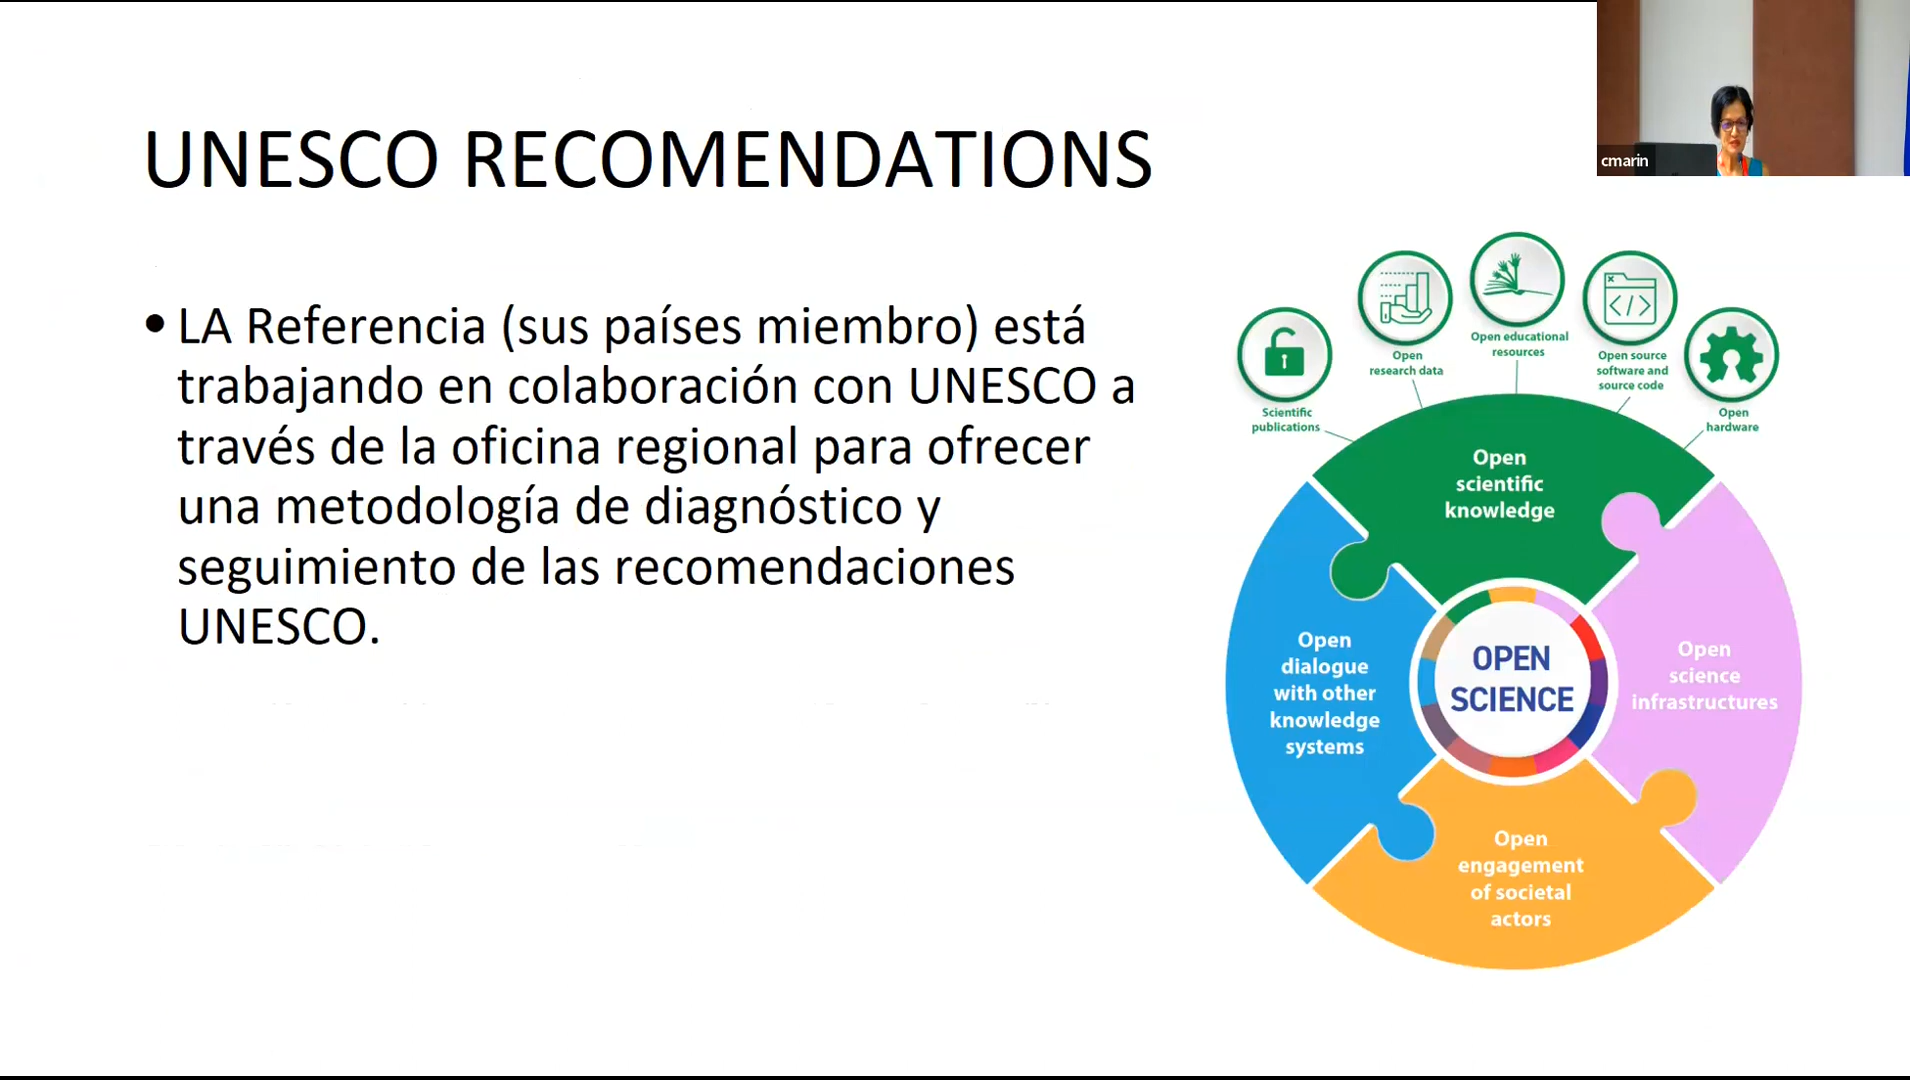 cmarin
UNESCO RECOMENDATIONS
• LA Referencia (sus países miembro) está
trabajando en colaboración con UNESCO a
través de la oficina regional para ofrecer
una metodología de diagnóstico y
seguimiento de las recomendaciones
UNESCO.
Scientific
publications
Open
research data
Open educational
resources
Open source
software and
source code
Open
hardware
Open
scientific
knowledge
Open
dialogue
with other
knowledge
systems
OPEN
SCIENCE
Open
science
infrastructures
Open
engagement
of societal
actors